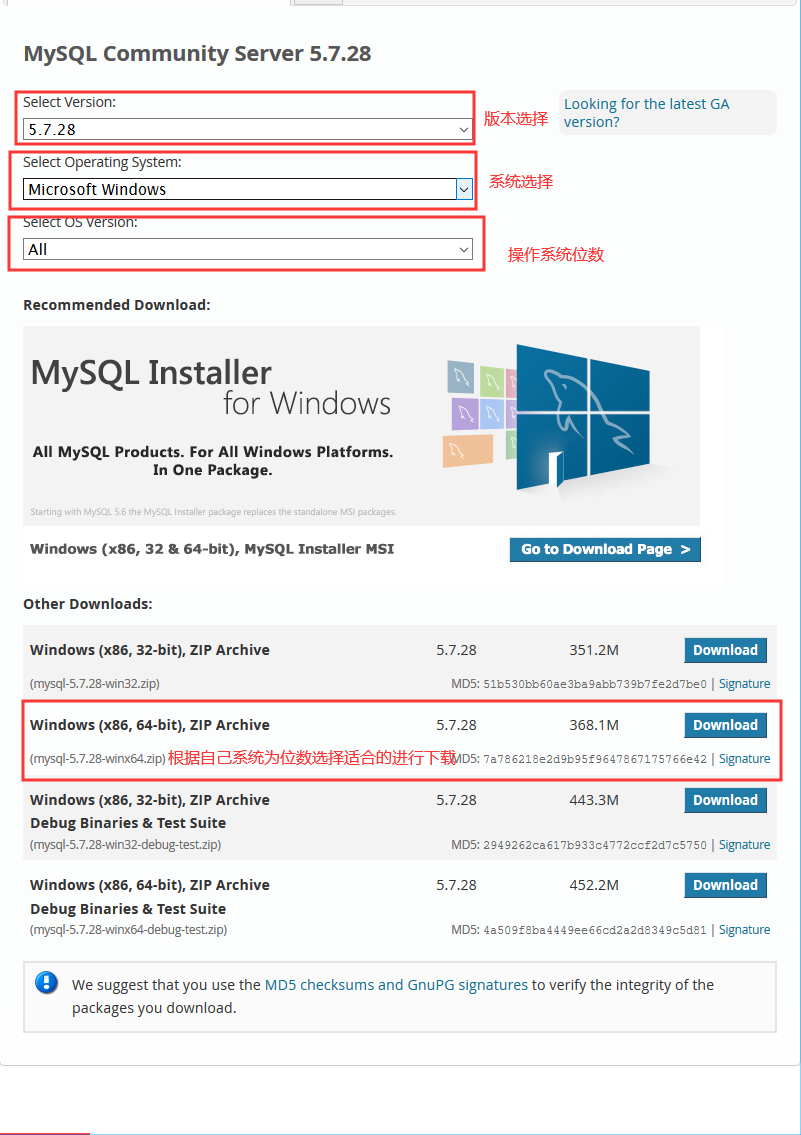 MySQL Community Server 5.7.28
Select Version:
5.7.28
版本选择
Looking for the latest GA
version?
Select Operating System:
Microsoft Windows
系统选择
Select OS Version:
All
操作系统位数
Recommended Download:
MySQL Installer
for Windows
All MySQL Products. For All Windows Platforms.
In One Package.
Starting with MySQL 5.6 the MySQL Installer package replaces the standalone MSI packages.
Windows (x86, 32 & 64-bit), MySQL Installer MSI
Go to Download Page >
Other Downloads:
Windows (x86, 32-bit), ZIP Archive 5.7.28 351.2M Download
(mysql-5.7.28-win32.zip) MD5: 51b530bb60ae3ba9abb739b7fe2d7be0 | Signature
Windows (x86, 64-bit), ZIP Archive 5.7.28 368.1M Download
(mysql-5.7.28-winx64.zip) 根据自己系统为位数选择适合的进行下载 MD5: 7a786218e2d9b95f9647867175766e42 | Signature
Windows (x86, 32-bit), ZIP Archive 5.7.28 443.3M Download
Debug Binaries & Test Suite
(mysql-5.7.28-win32-debug-test.zip) MD5: 2949262ca617b933c4772ccf2d7c5750 | Signature
Windows (x86, 64-bit), ZIP Archive 5.7.28 452.2M Download
Debug Binaries & Test Suite
(mysql-5.7.28-winx64-debug-test.zip) MD5: 4a509f8ba4449ee66cd2a2d8349c5d81 | Signature
We suggest that you use the MD5 checksums and GnuPG signatures to verify the integrity of the
packages you download.